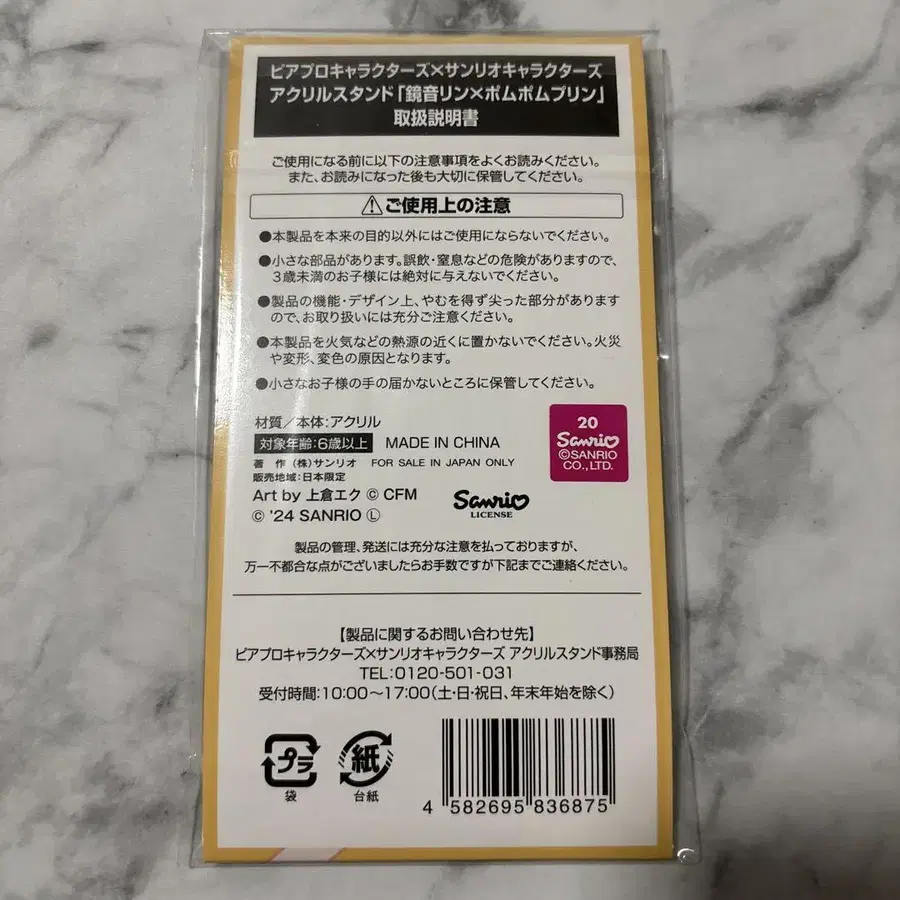 ピアプロキャラクターズ×サンリオキャラクターズ
アクリルスタンド「鏡音リン×ポムポムプリン」
取扱説明書
ご使用になる前に以下の注意事項をよくお読みください。
また、お読みになった後も大切に保管してください。
⚠ご使用上の注意
●本製品を本来の目的以外にはご使用にならないでください。
●小さな部品があります。誤飲・窒息などの危険がありますので、
3歳未満のお子様には絶対に与えないでください。
●製品の機能・デザイン上、やむを得ず尖った部分があります
ので、お取り扱いには充分ご注意ください。
●本製品を火気などの熱源の近くに置かないでください。火災
や変形、変色の原因となります。
●小さなお子様の手の届かないところに保管してください。
材質/本体:アクリル
対象年齢:6歳以上 MADE IN CHINA
著 作 (株)サンリオ FOR SALE IN JAPAN ONLY
販売地域:日本限定
Art by 上倉エク © CFM
© '24 SANRIO Ⓛ
Sanrio
LICENSE
20
Sanrio
©SANRIO
CO.,LTD.
製品の管理、発送には充分な注意を払っておりますが、
万一不都合な点がございましたらお手数ですが下記までご連絡ください。
【製品に関するお問い合わせ先】
ピアプロキャラクターズ×サンリオキャラクターズ アクリルスタンド事務局
TEL:0120-501-031
受付時間:10:00~17:00(土・日・祝日、年末年始を除く)
プラ
袋
紙
台紙
4 582695 836875